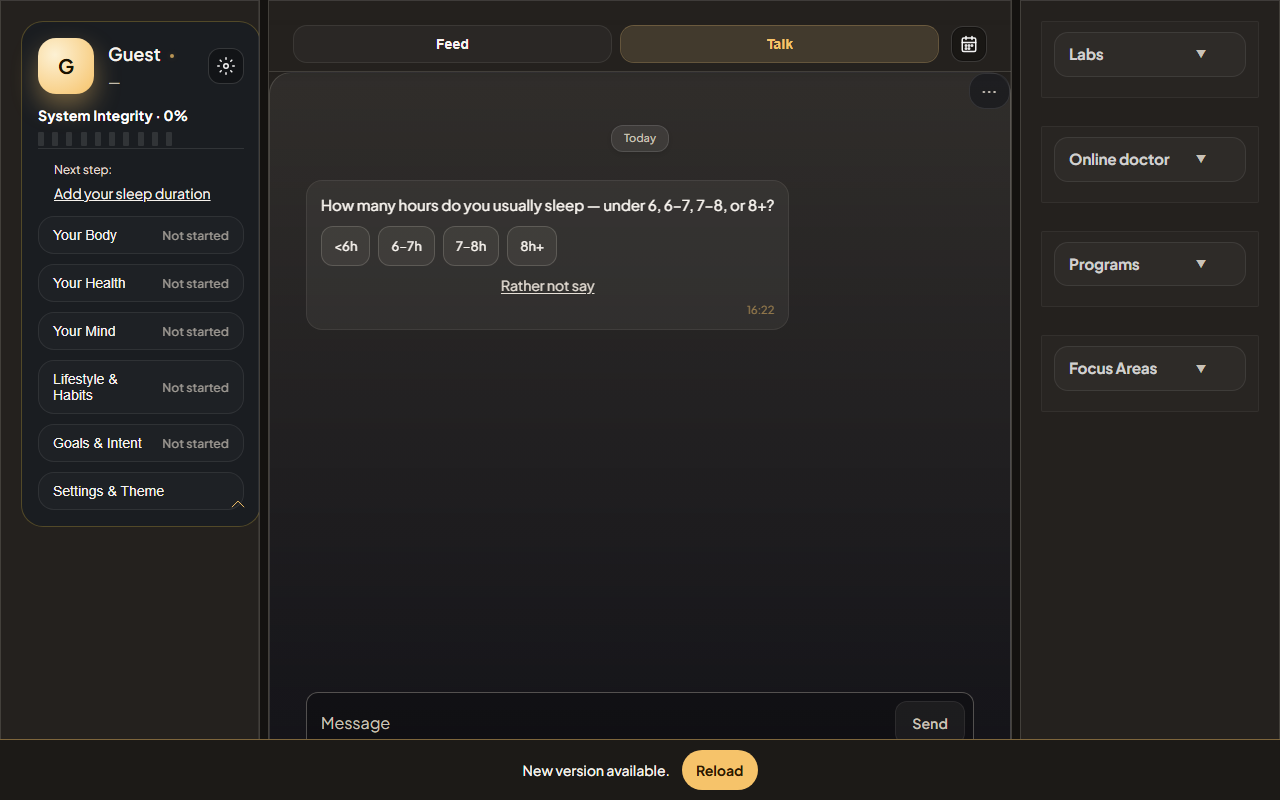 G
Guest
—
System Integrity · 0%
Next step:
Add your sleep duration
Your Body Not started
Your Health Not started
Your Mind Not started
Lifestyle &
Habits Not started
Goals & Intent Not started
Settings & Theme
Feed Talk
...
Today
How many hours do you usually sleep — under 6, 6–7, 7–8, or 8+?
<6h 6–7h 7–8h 8h+
Rather not say
16:22
Message Send
Labs ▼
Online doctor ▼
Programs ▼
Focus Areas ▼
New version available. Reload